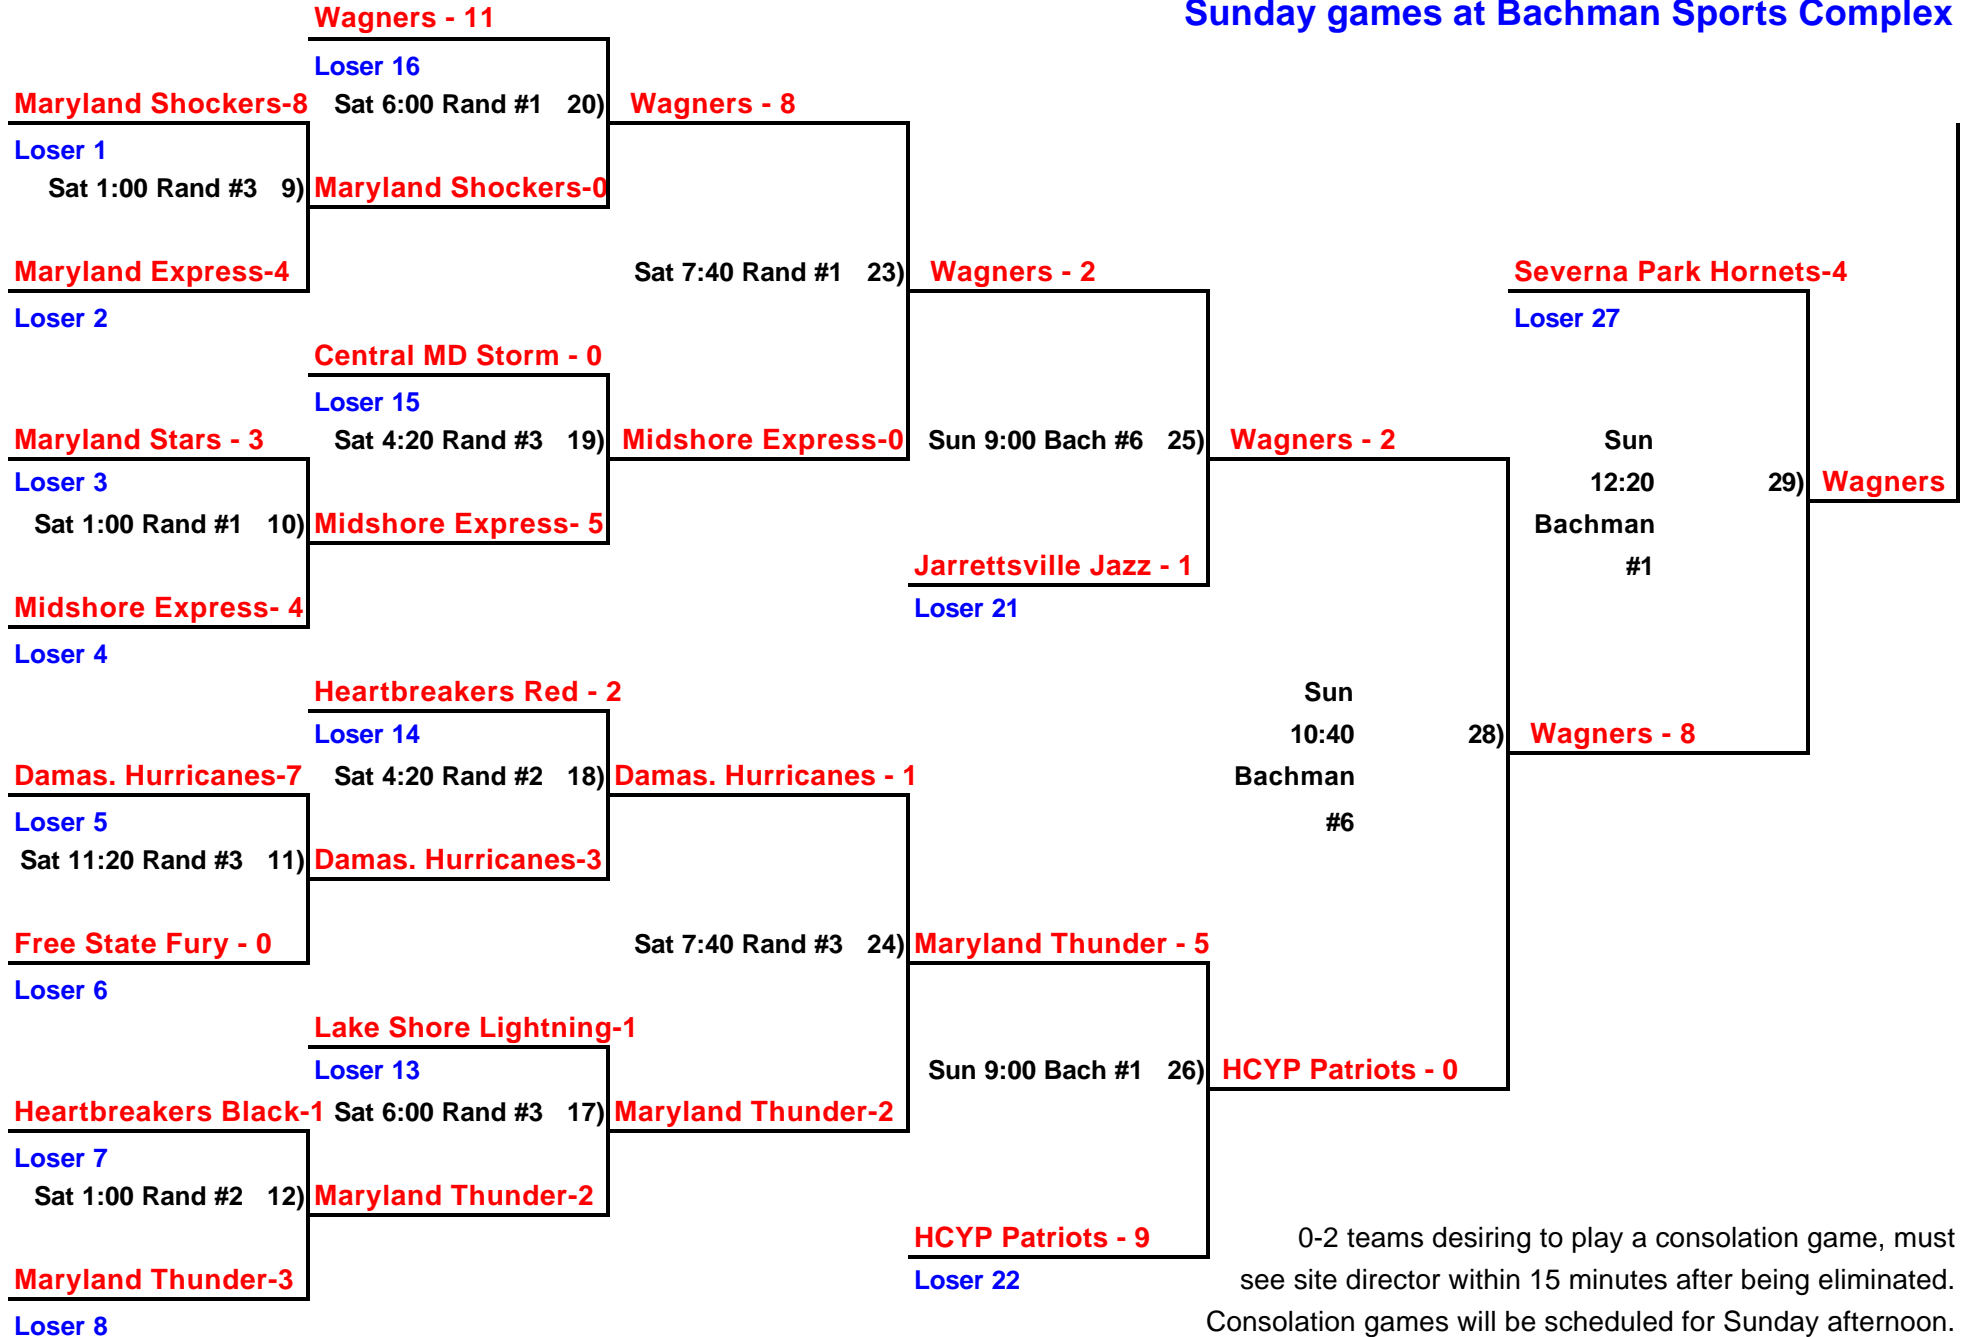 Wagners - 11
Sunday games at Bachman Sports Complex
Loser 16
Maryland Shockers-8
Sat 6:00 Rand #1 20)
Wagners - 8
Loser 1
Sat 1:00 Rand #3 9)
Maryland Shockers-0
Maryland Express-4
Sat 7:40 Rand #1 23)
Wagners - 2
Severna Park Hornets-4
Loser 2
Loser 27
Central MD Storm - 0
Loser 15
Maryland Stars - 3
Sat 4:20 Rand #3 19)
Midshore Express-0
Sun 9:00 Bach #6 25)
Wagners - 2
Sun
Loser 3
12:20
29)
Wagners
Sat 1:00 Rand #1 10)
Midshore Express- 5
Bachman
Jarrettsville Jazz - 1
#1
Midshore Express- 4
Loser 21
Loser 4
Heartbreakers Red - 2
Sun
Loser 14
10:40
28)
Wagners - 8
Damas. Hurricanes-7
Sat 4:20 Rand #2 18)
Damas. Hurricanes - 1
Bachman
Loser 5
#6
Sat 11:20 Rand #3 11)
Damas. Hurricanes-3
Free State Fury - 0
Sat 7:40 Rand #3 24)
Maryland Thunder - 5
Loser 6
Lake Shore Lightning-1
Loser 13
Sun 9:00 Bach #1 26)
HCYP Patriots - 0
Heartbreakers Black-1
Sat 6:00 Rand #3 17)
Maryland Thunder-2
Loser 7
Sat 1:00 Rand #2 12)
Maryland Thunder-2
HCYP Patriots - 9
0-2 teams desiring to play a consolation game, must
Maryland Thunder-3
Loser 22
see site director within 15 minutes after being eliminated.
Loser 8
Consolation games will be scheduled for Sunday afternoon.